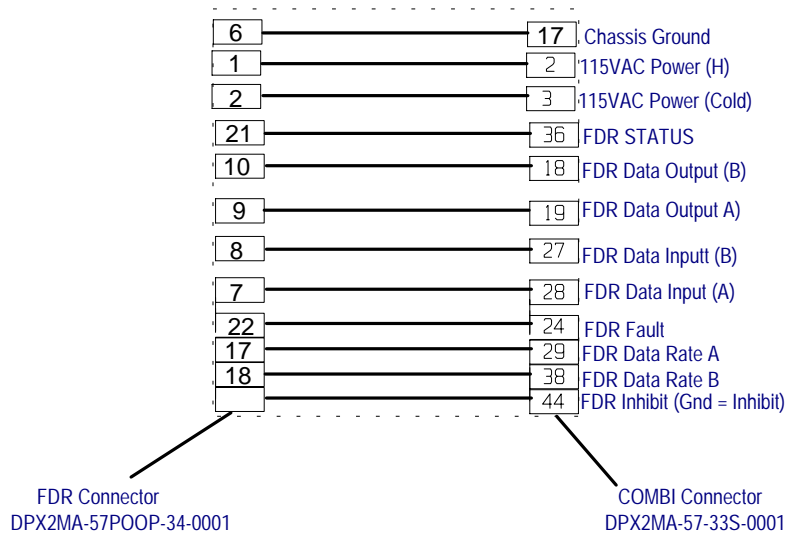 6 17 Chassis Ground
1 2 115VAC Power (H)
2 3 115VAC Power (Cold)
21 36 FDR STATUS
10 18 FDR Data Output (B)
9 19 FDR Data Output A)
8 27 FDR Data Inputt (B)
7 28 FDR Data Input (A)
22 24 FDR Fault
17 29 FDR Data Rate A
18 38 FDR Data Rate B
44 FDR Inhibit (Gnd = Inhibit)
FDR Connector
DPX2MA-57POOP-34-0001
COMBI Connector
DPX2MA-57-33S-0001